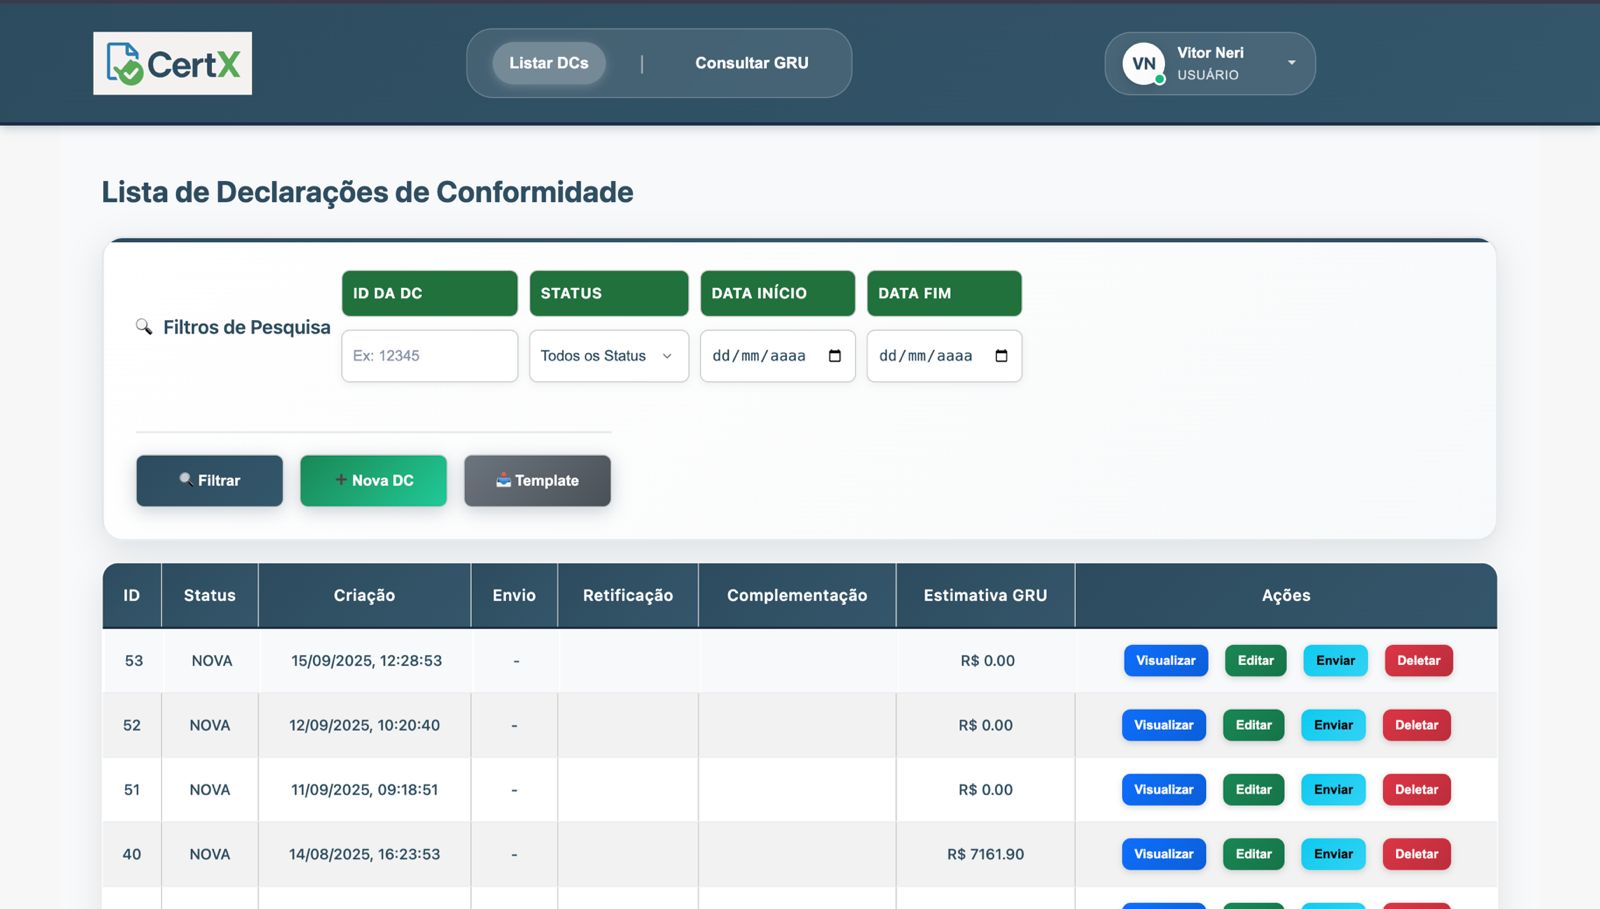 CertX
Listar DCs | Consultar GRU
VN
Vitor Neri
USUÁRIO
Lista de Declarações de Conformidade
Filtros de Pesquisa
ID DA DC STATUS DATA INÍCIO DATA FIM
Ex: 12345 Todos os Status dd/mm/aaaa dd/mm/aaaa
Filtrar + Nova DC Template
ID Status Criação Envio Retificação Complementação Estimativa GRU Ações
53 NOVA 15/09/2025, 12:28:53 - R$ 0.00 Visualizar Editar Enviar Deletar
52 NOVA 12/09/2025, 10:20:40 - R$ 0.00 Visualizar Editar Enviar Deletar
51 NOVA 11/09/2025, 09:18:51 - R$ 0.00 Visualizar Editar Enviar Deletar
40 NOVA 14/08/2025, 16:23:53 - R$ 7161.90 Visualizar Editar Enviar Deletar